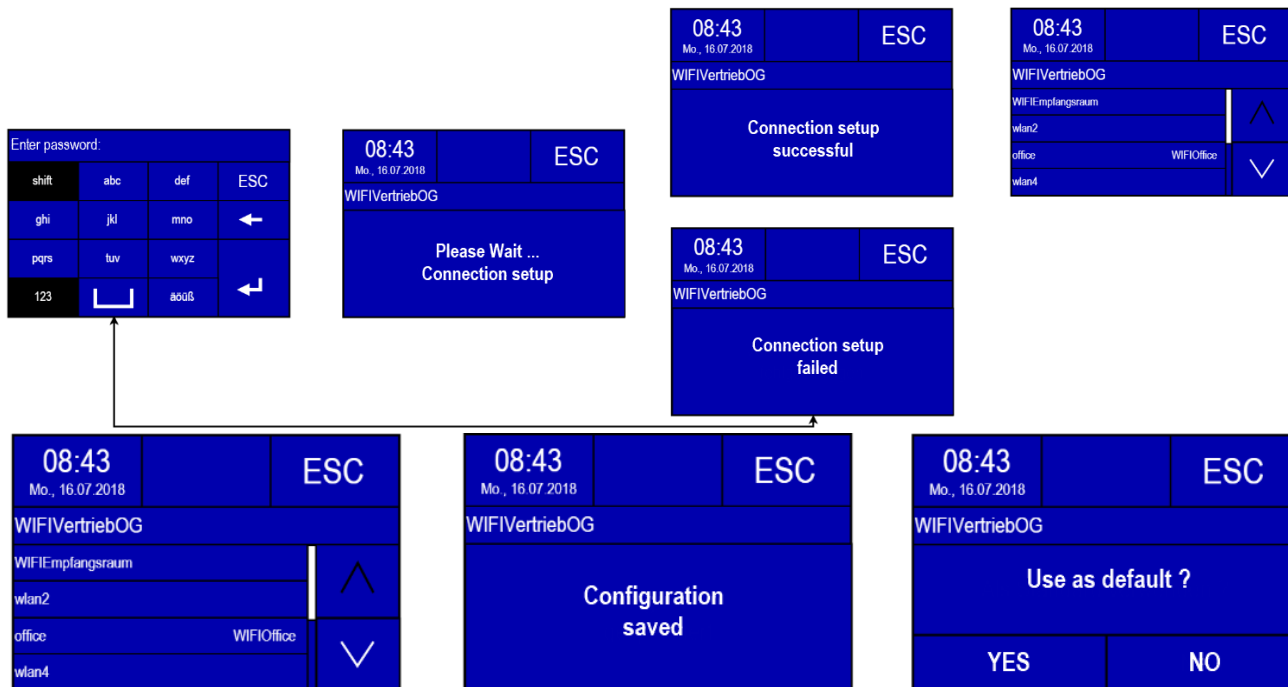 Enter password:
shift abc def ESC
ghi jkl mno
pqrs tuv wxyz
123 äöüß
08:43 ESC
Mo., 16.07.2018
WIFIVertriebOG
Please Wait ...
Connection setup
08:43 ESC
Mo., 16.07.2018
WIFIVertriebOG
Connection setup
successful
08:43 ESC
Mo., 16.07.2018
WIFIVertriebOG
WIFIEmpfangsraum
wlan2
office WIFIOffice
wlan4
08:43 ESC
Mo., 16.07.2018
WIFIVertriebOG
Connection setup
failed
08:43 ESC
Mo., 16.07.2018
WIFIVertriebOG
WIFIEmpfangsraum
wlan2
office WIFIOffice
wlan4
08:43 ESC
Mo., 16.07.2018
WIFIVertriebOG
Configuration
saved
08:43 ESC
Mo., 16.07.2018
WIFIVertriebOG
Use as default ?
YES NO